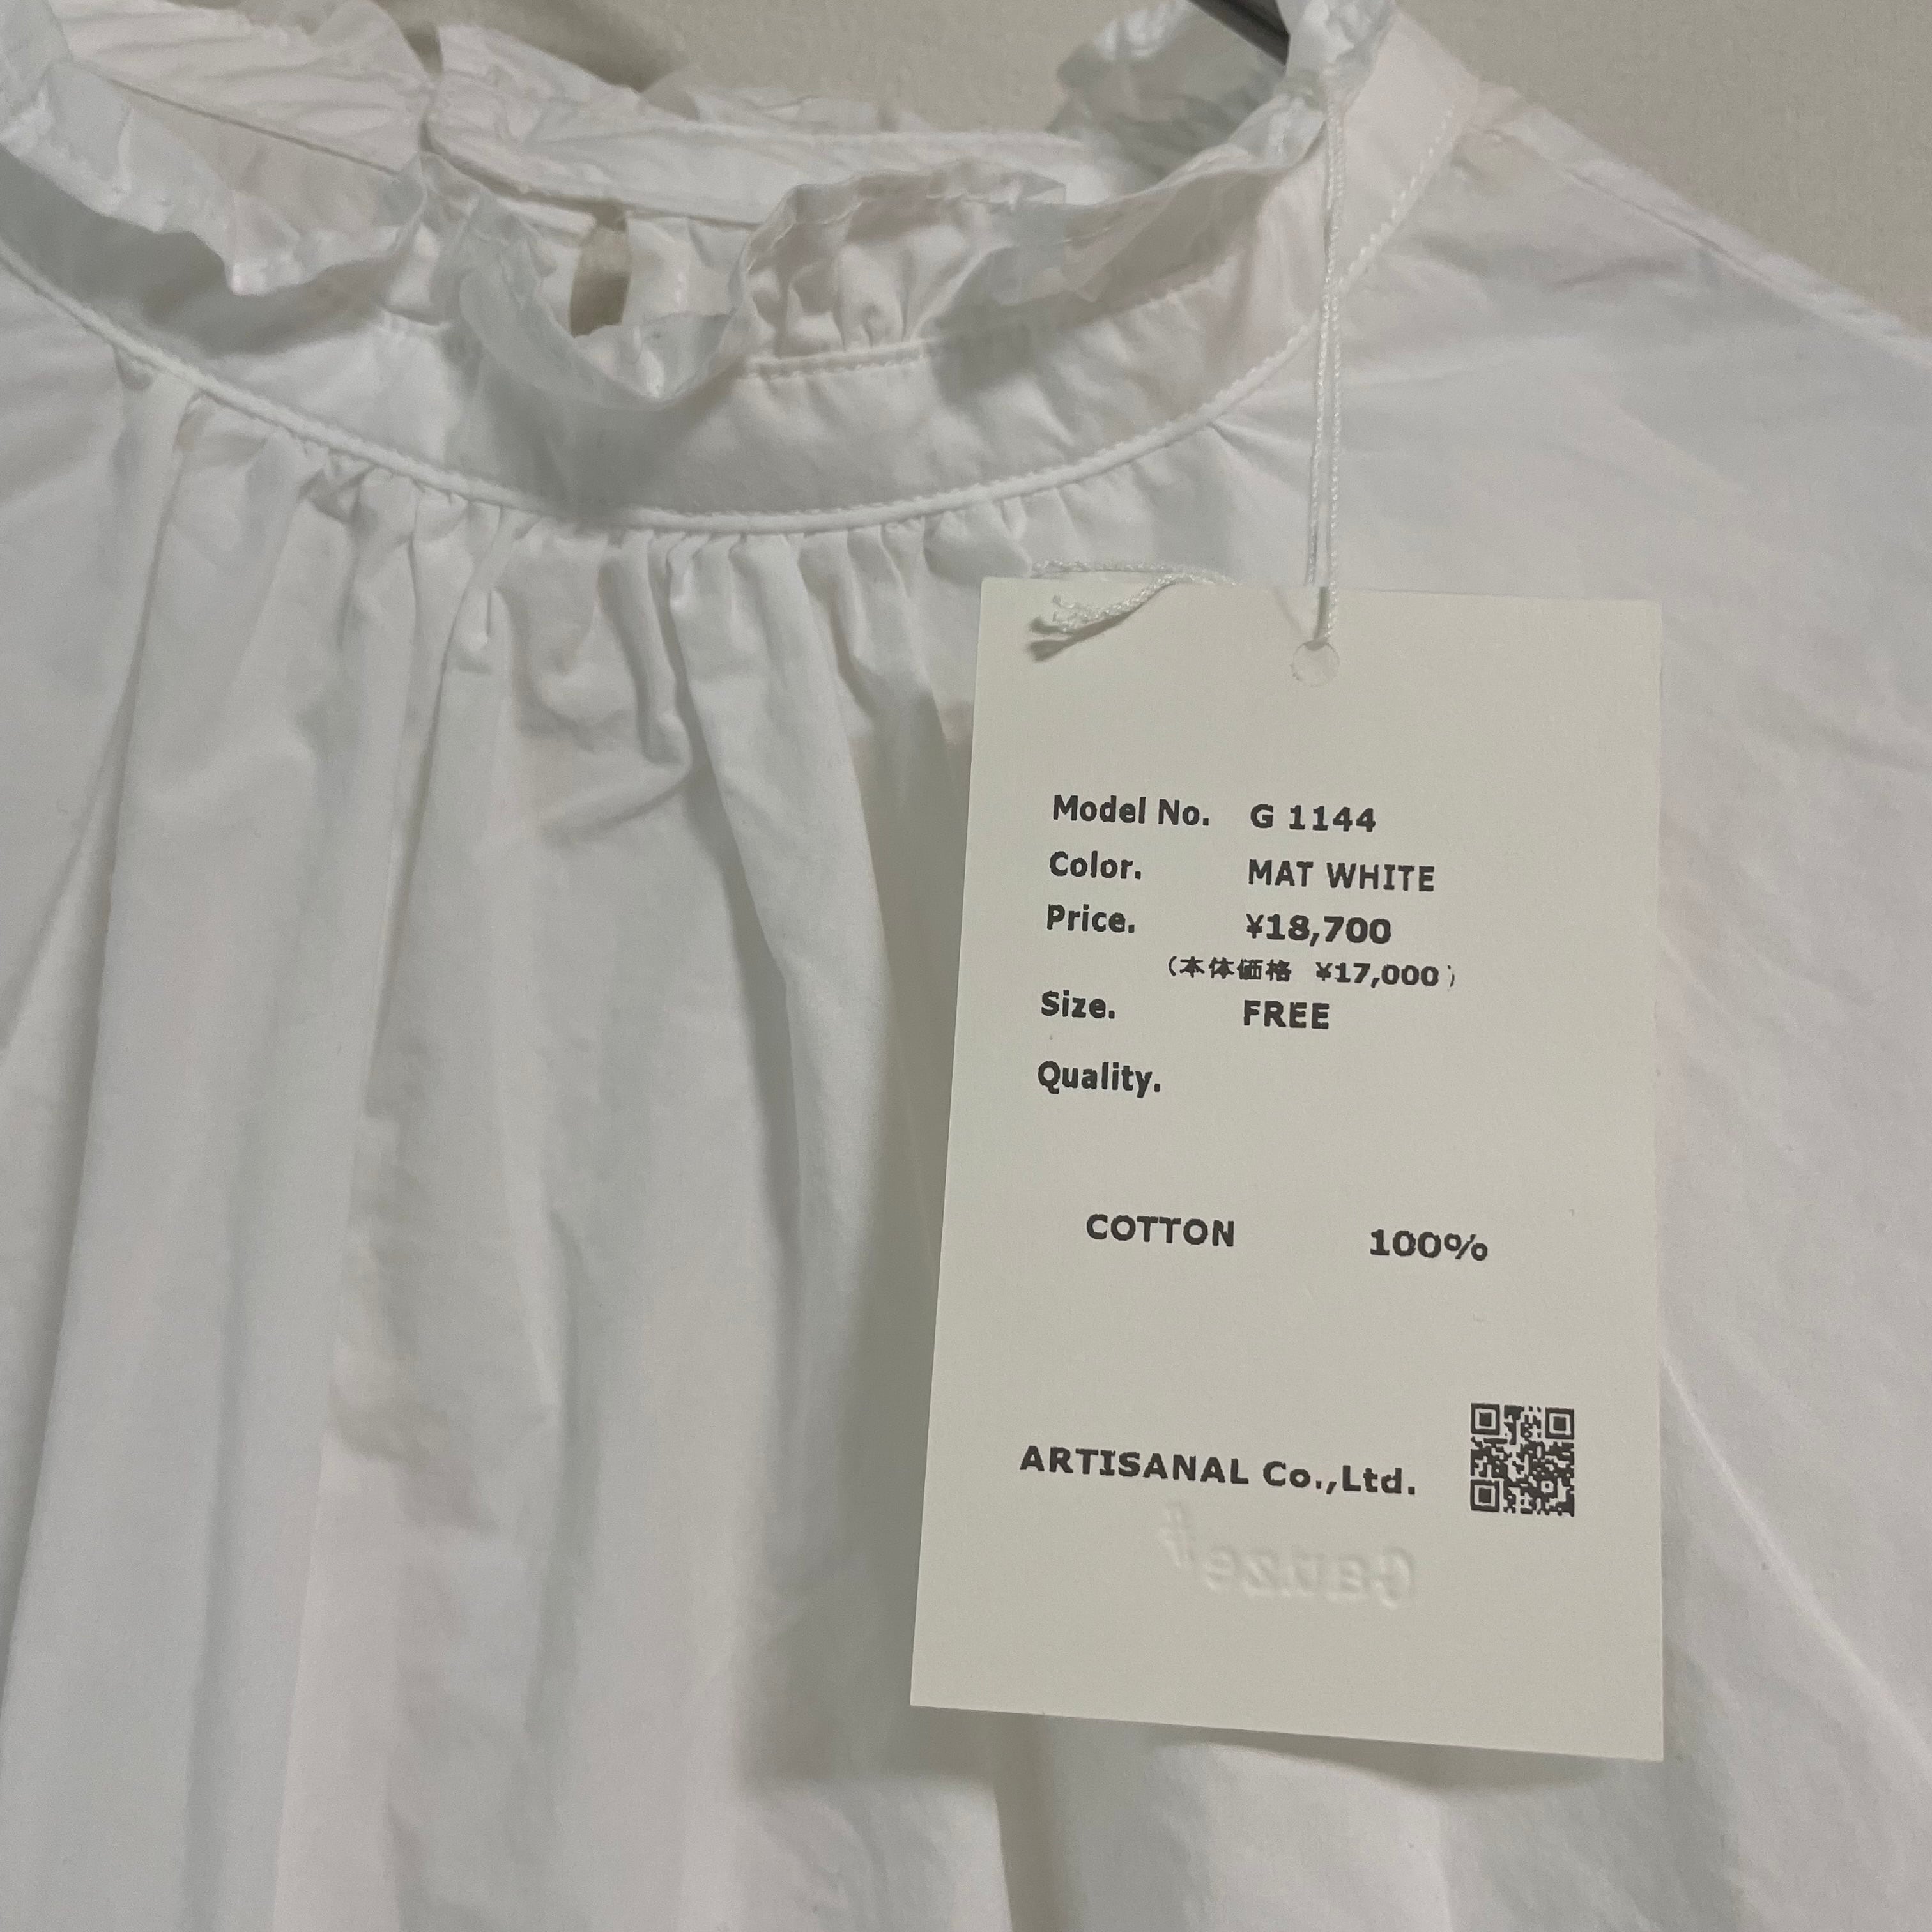 Model No. G 1144
Color. MAT WHITE
Price. ¥18,700
(本体価格 ¥17,000)
Size. FREE
Quality.
COTTON 100%
ARTISANAL Co.,Ltd.
Gauze#